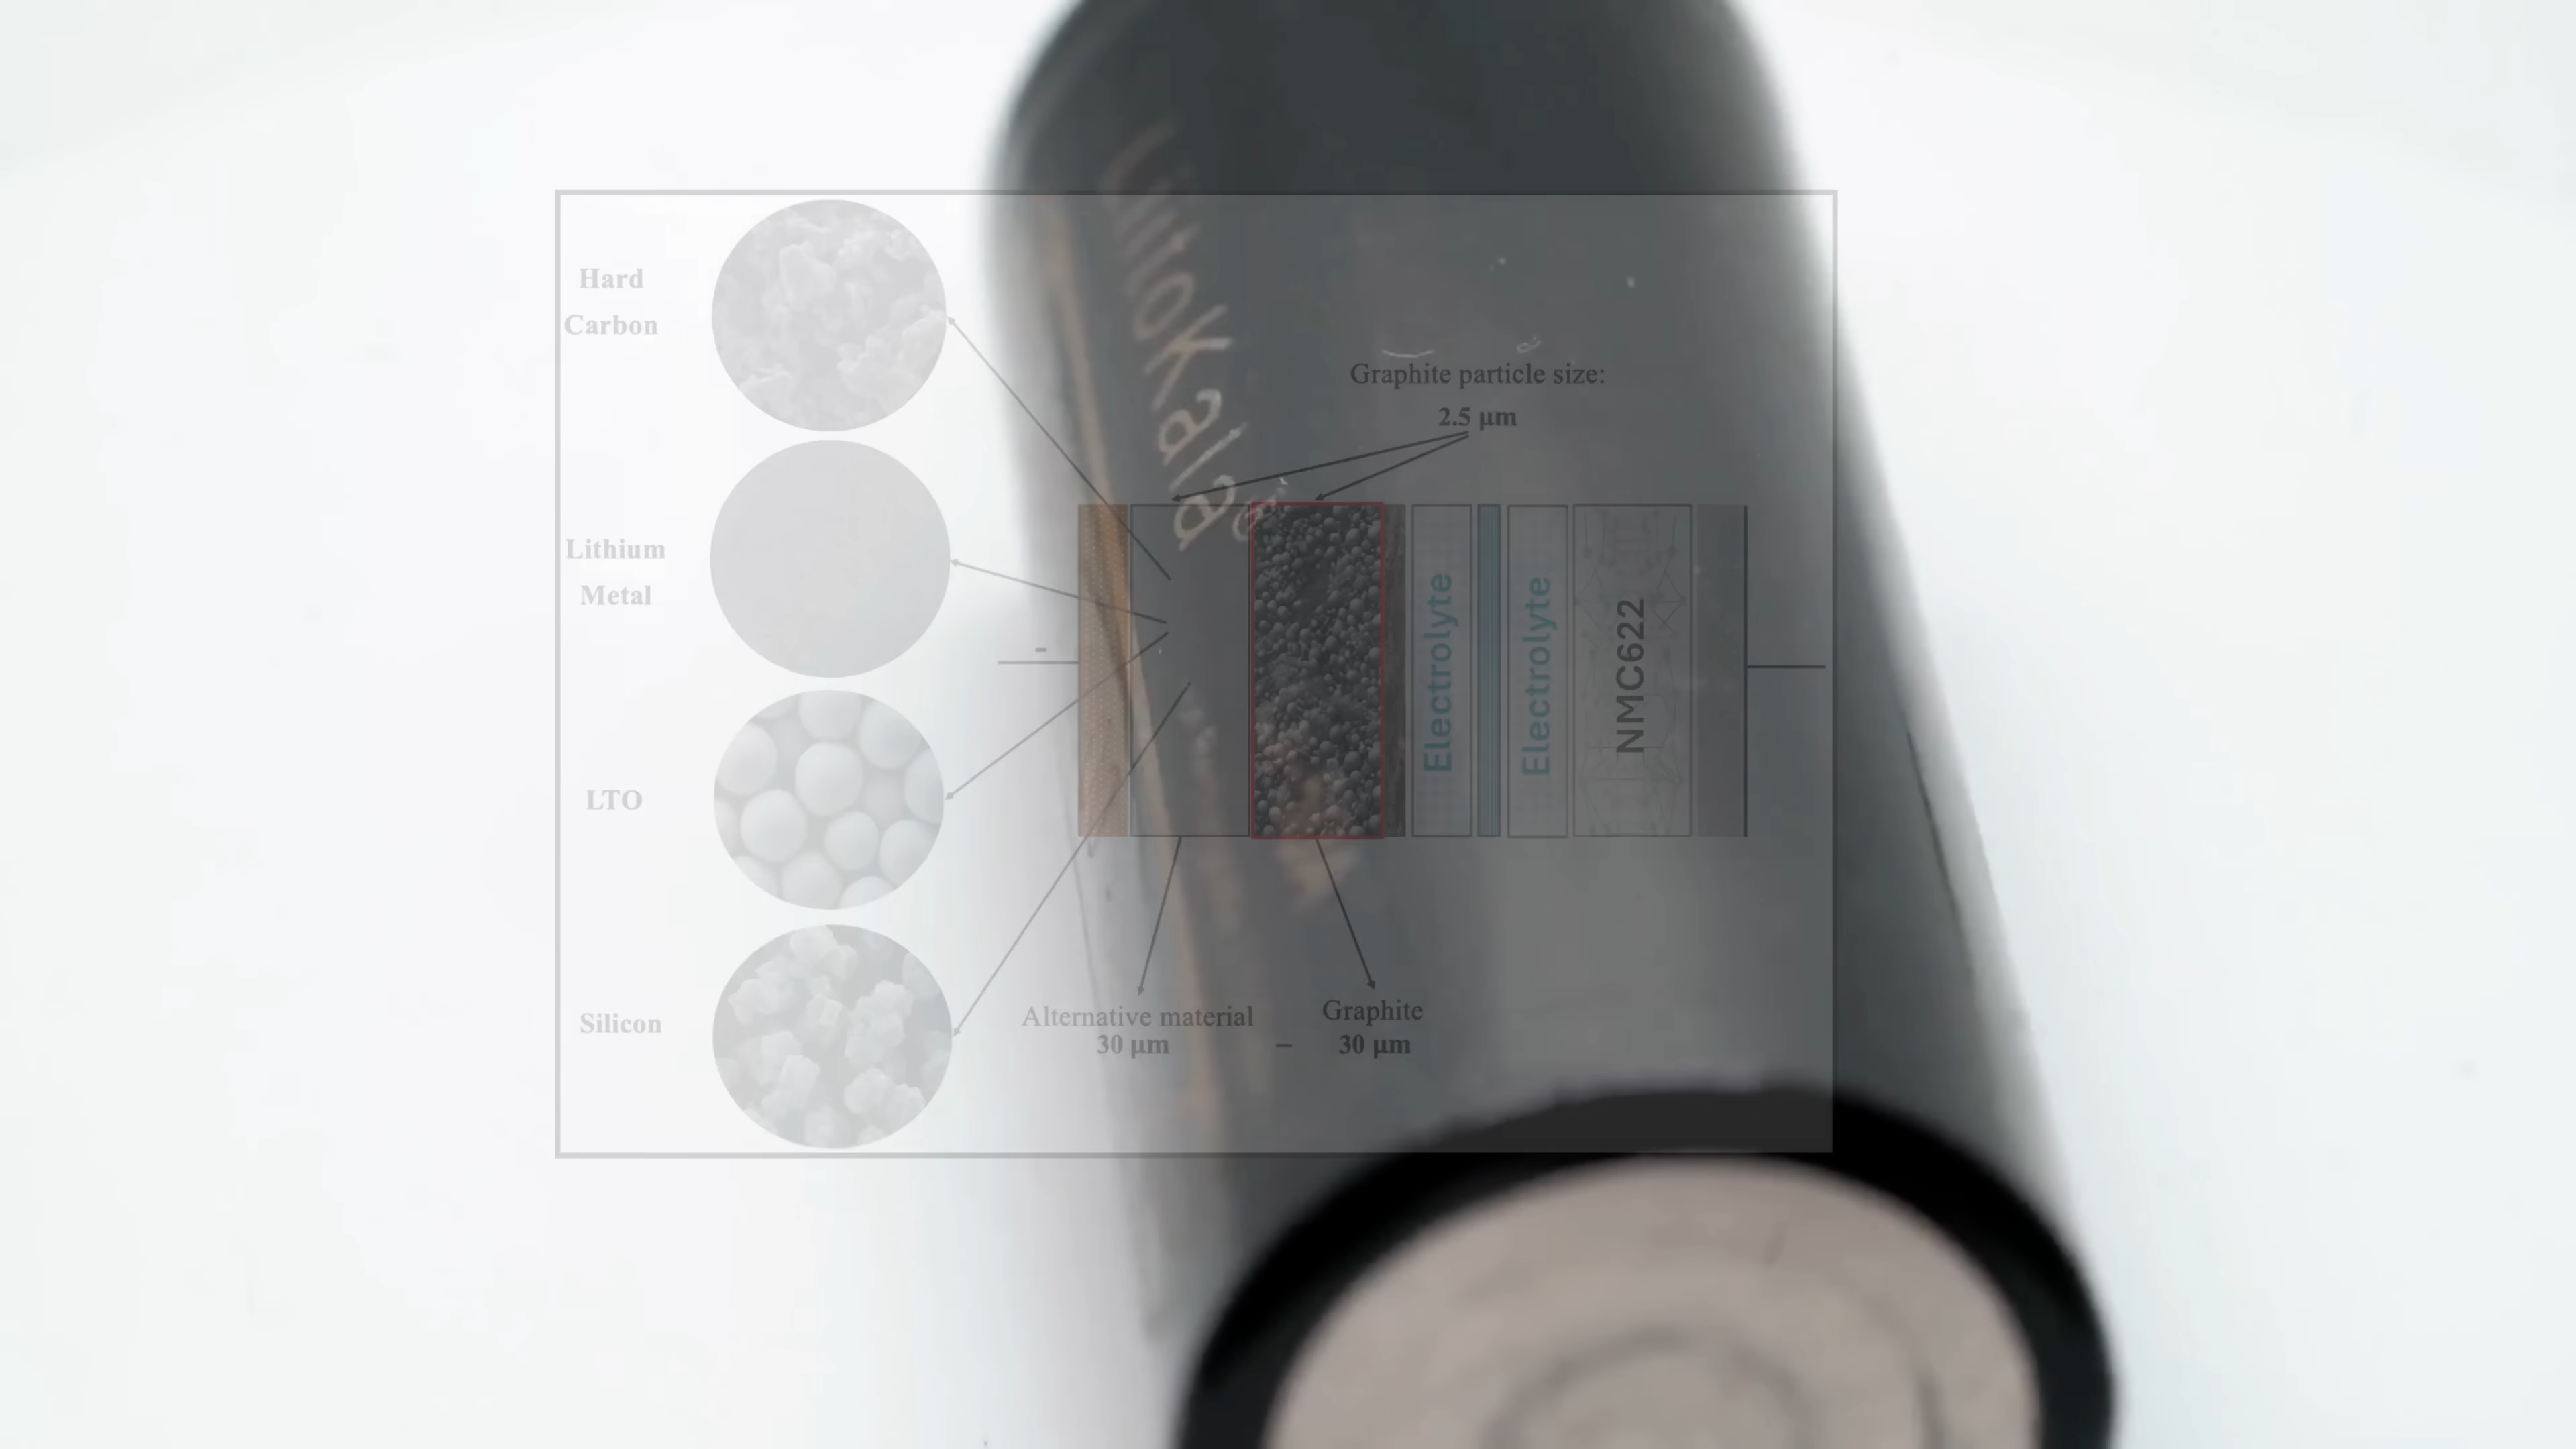 Hard
Carbon
Lithium
Metal
LTO
Silicon
LiitoKala
Graphite particle size:
2.5 µm
-
Electrolyte
Electrolyte
NMC622
Alternative material
30 µm
–
Graphite
30 µm